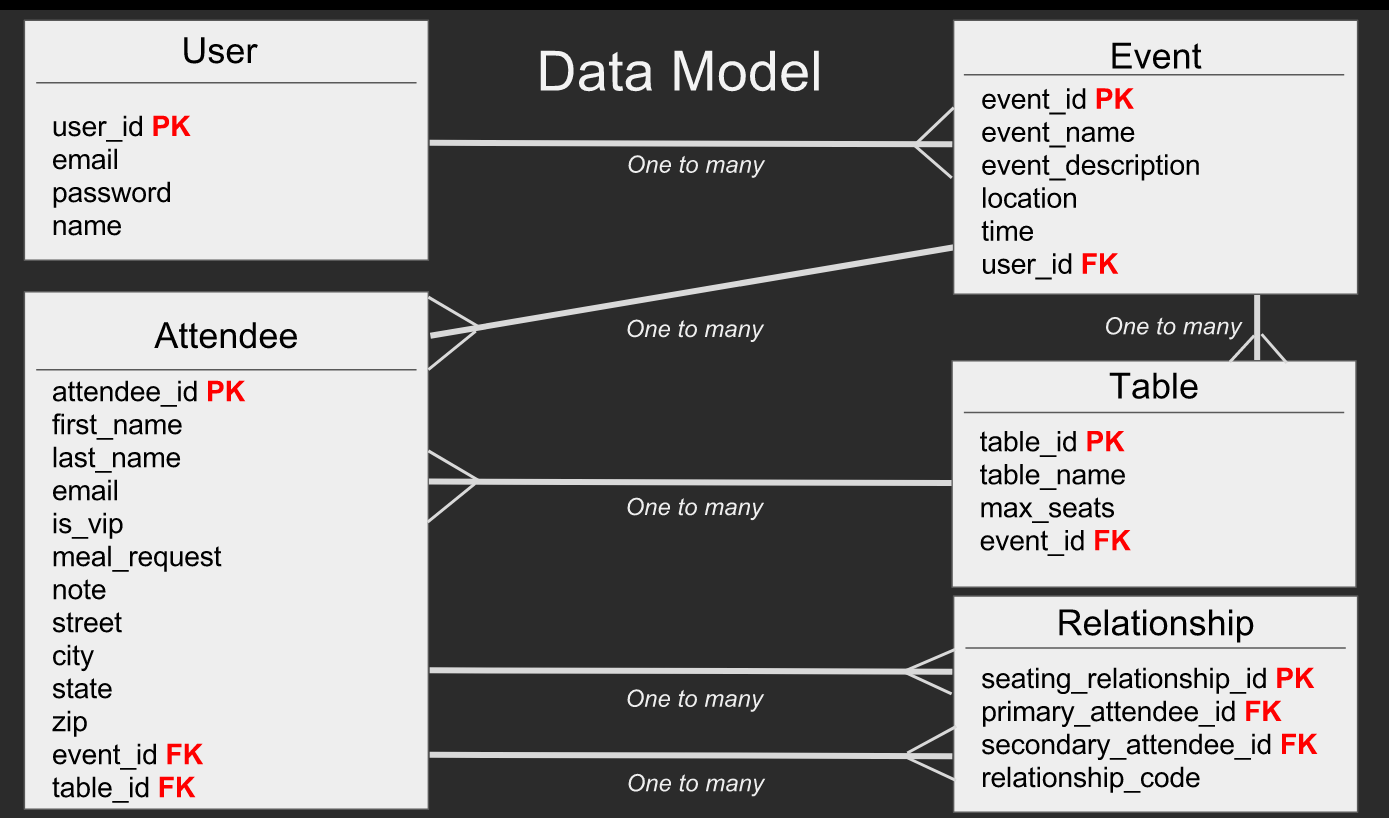 Data Model
User
user_id PK
email
password
name
One to many
Event
event_id PK
event_name
event_description
location
time
user_id FK
One to many
One to many
Attendee
attendee_id PK
first_name
last_name
email
is_vip
meal_request
note
street
city
state
zip
event_id FK
table_id FK
One to many
Table
table_id PK
table_name
max_seats
event_id FK
One to many
One to many
Relationship
seating_relationship_id PK
primary_attendee_id FK
secondary_attendee_id FK
relationship_code